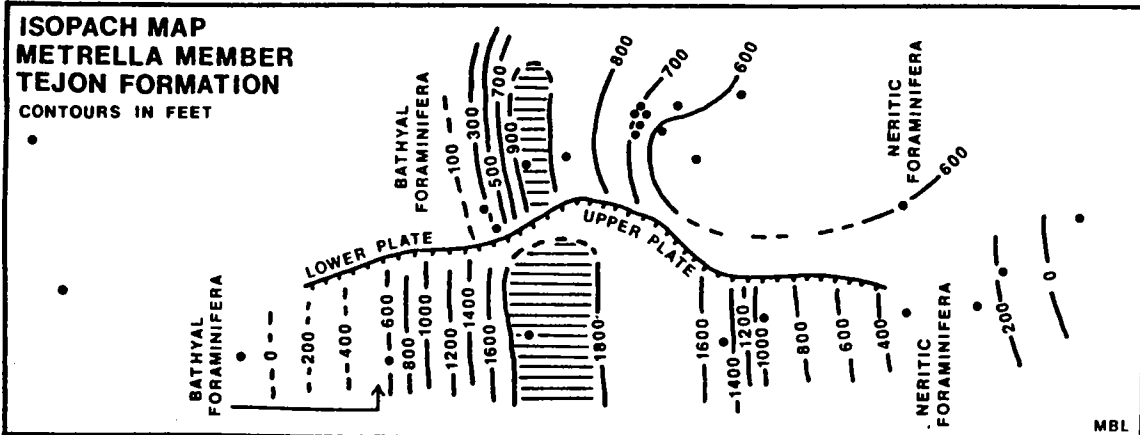 ISOPACH MAP
METRELLA MEMBER
TEJON FORMATION
CONTOURS IN FEET
BATHYAL
FORAMINIFERA
100
300
500
700
900
800
700
600
NERITIC
FORAMINIFERA
600
LOWER PLATE
UPPER PLATE
0
200
400
600
800
1000
1200
1400
1600
1800
1600
1400
1200
1000
800
600
400
200
0
BATHYAL
FORAMINIFERA
NERITIC
FORAMINIFERA
MBL